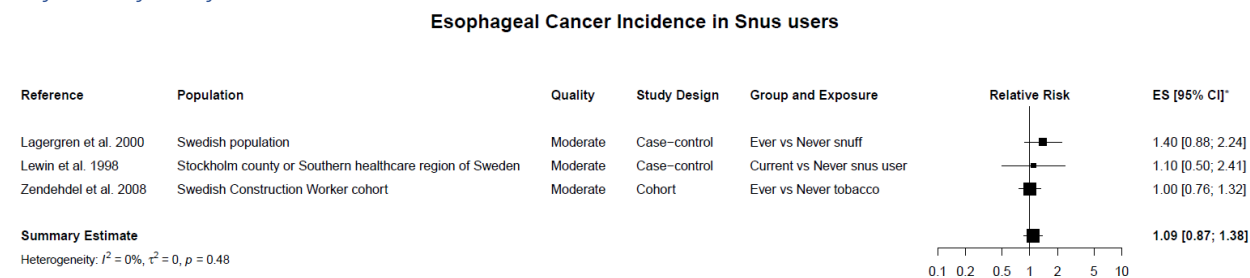 Esophageal Cancer Incidence in Snus users
Reference Population Quality Study Design Group and Exposure Relative Risk ES [95% CI]*
Lagergren et al. 2000 Swedish population Moderate Case−control Ever vs Never snuff 1.40 [0.88; 2.24]
Lewin et al. 1998 Stockholm county or Southern healthcare region of Sweden Moderate Case−control Current vs Never snus user 1.10 [0.50; 2.41]
Zendehdel et al. 2008 Swedish Construction Worker cohort Moderate Cohort Ever vs Never tobacco 1.00 [0.76; 1.32]
Summary Estimate 1.09 [0.87; 1.38]
Heterogeneity: I² = 0%, τ² = 0, p = 0.48
0.1 0.2 0.5 1 2 5 10